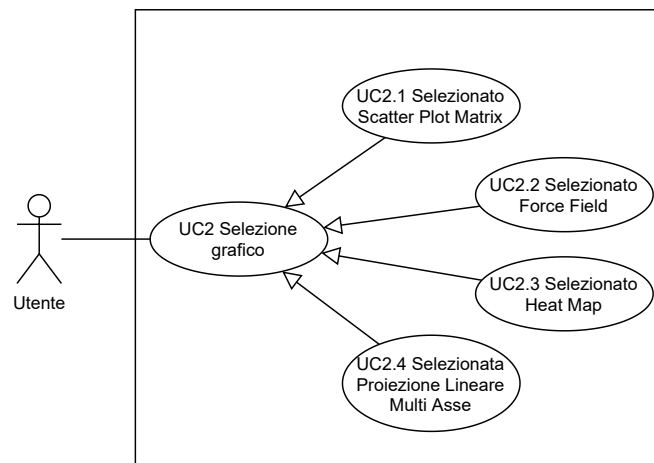 UC2.1 Selezionato
Scatter Plot Matrix
UC2.2 Selezionato
Force Field
UC2 Selezione
grafico
Utente
UC2.3 Selezionato
Heat Map
UC2.4 Selezionata
Proiezione Lineare
Multi Asse